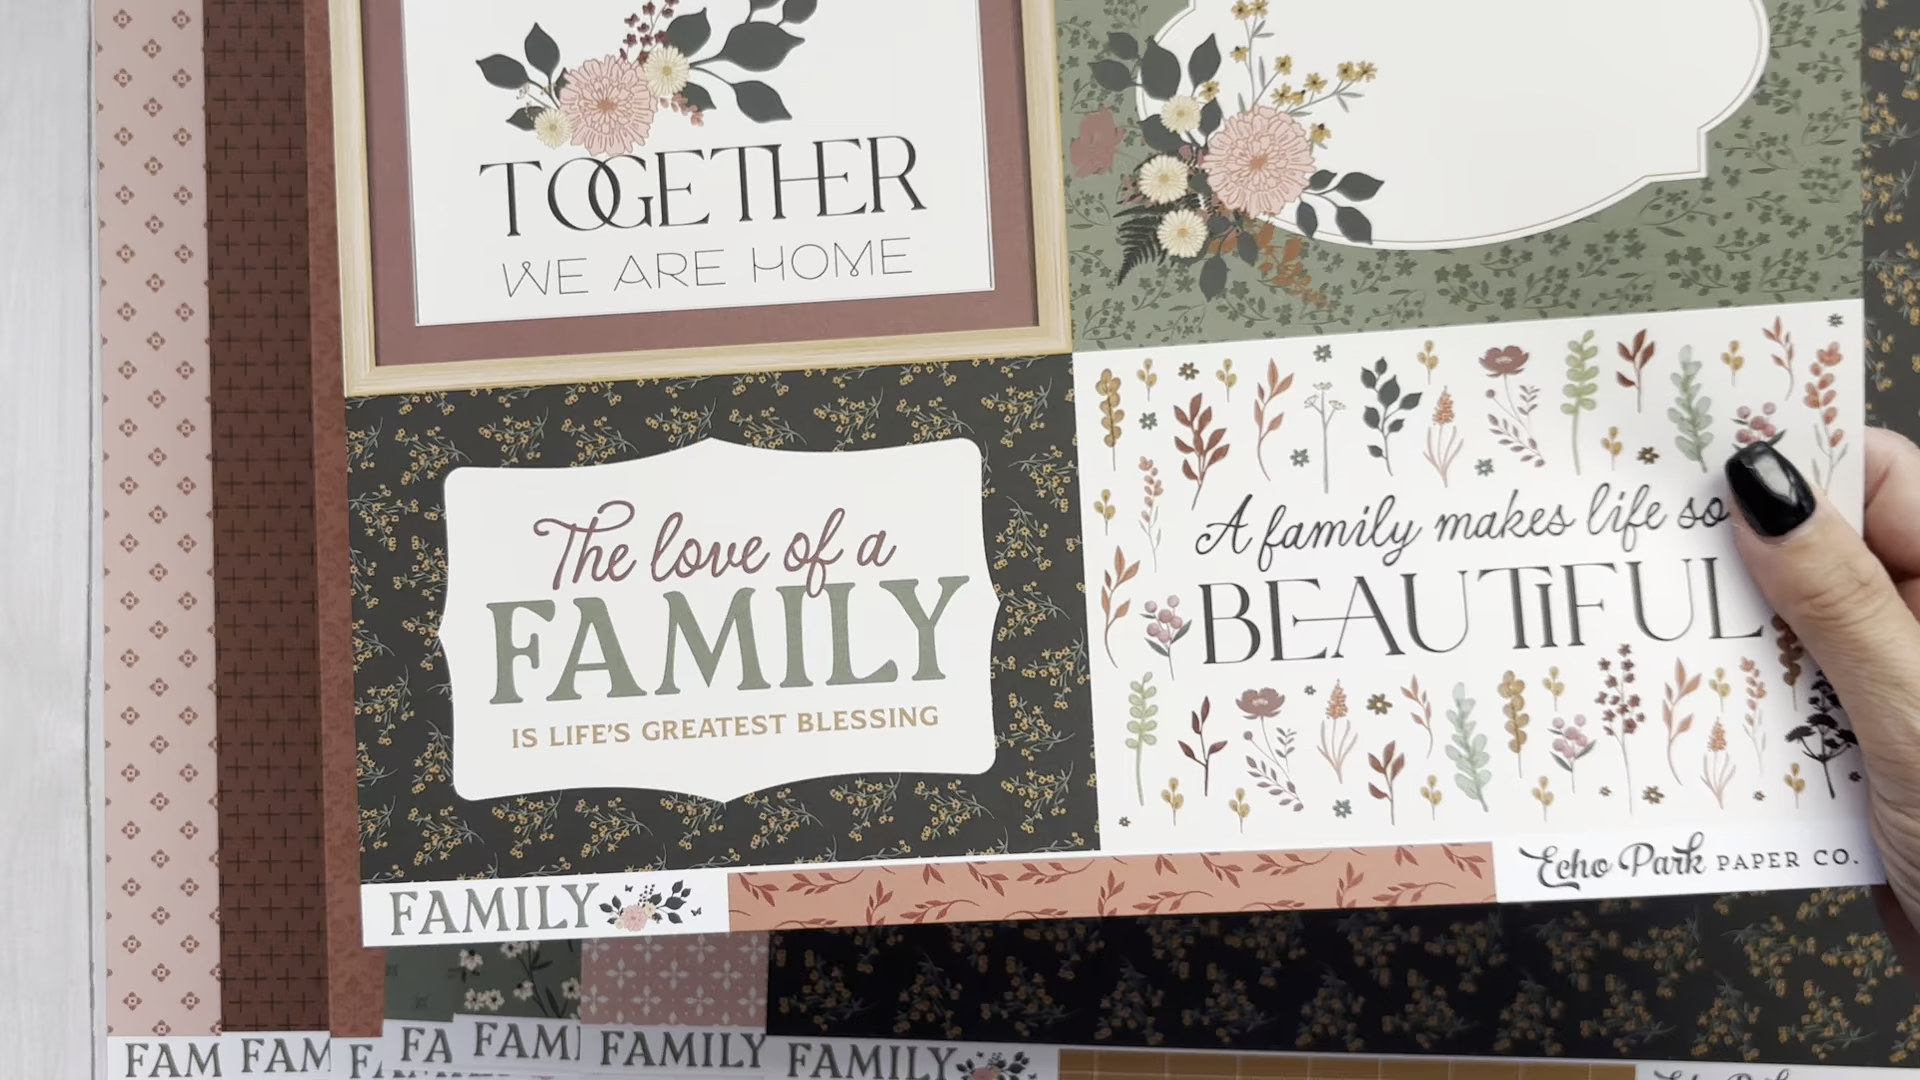 TOGETHER
WE ARE HOME
The love of a
FAMILY
IS LIFE'S GREATEST BLESSING
A family makes life so
BEAUTIFUL
FAMILY
Echo Park PAPER CO.
FAM
FAM
FA
FAMI
FAMILY
FAMILY